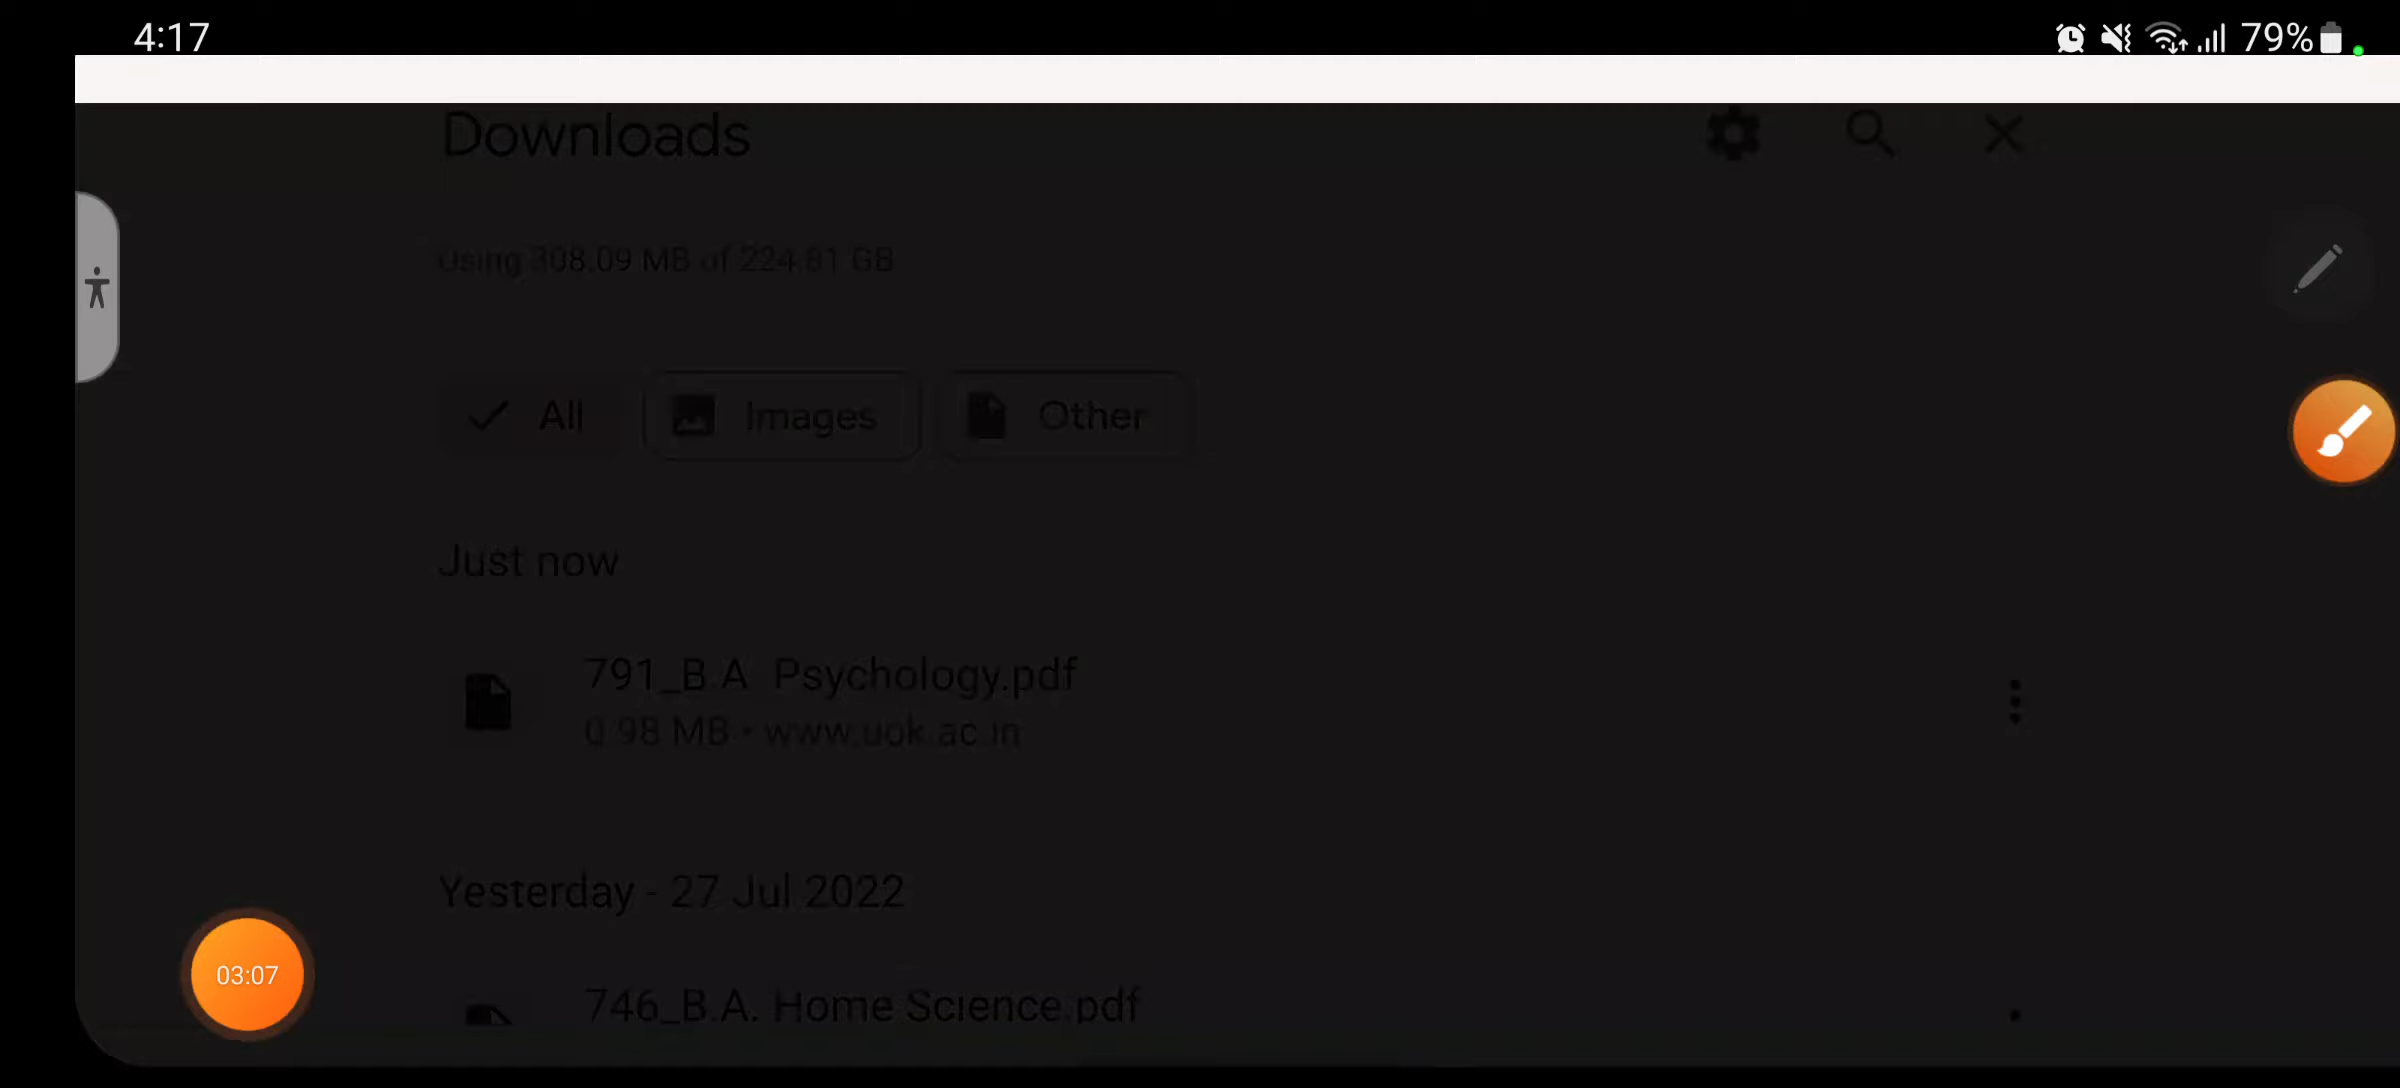 4:17
79%
Downloads
Using 308.09 MB of 224.81 GB
All
Images
Other
Just now
791_B.A Psychology.pdf
0.98 MB • www.uok.ac.in
Yesterday - 27 Jul 2022
03:07
746_B.A. Home Science.pdf